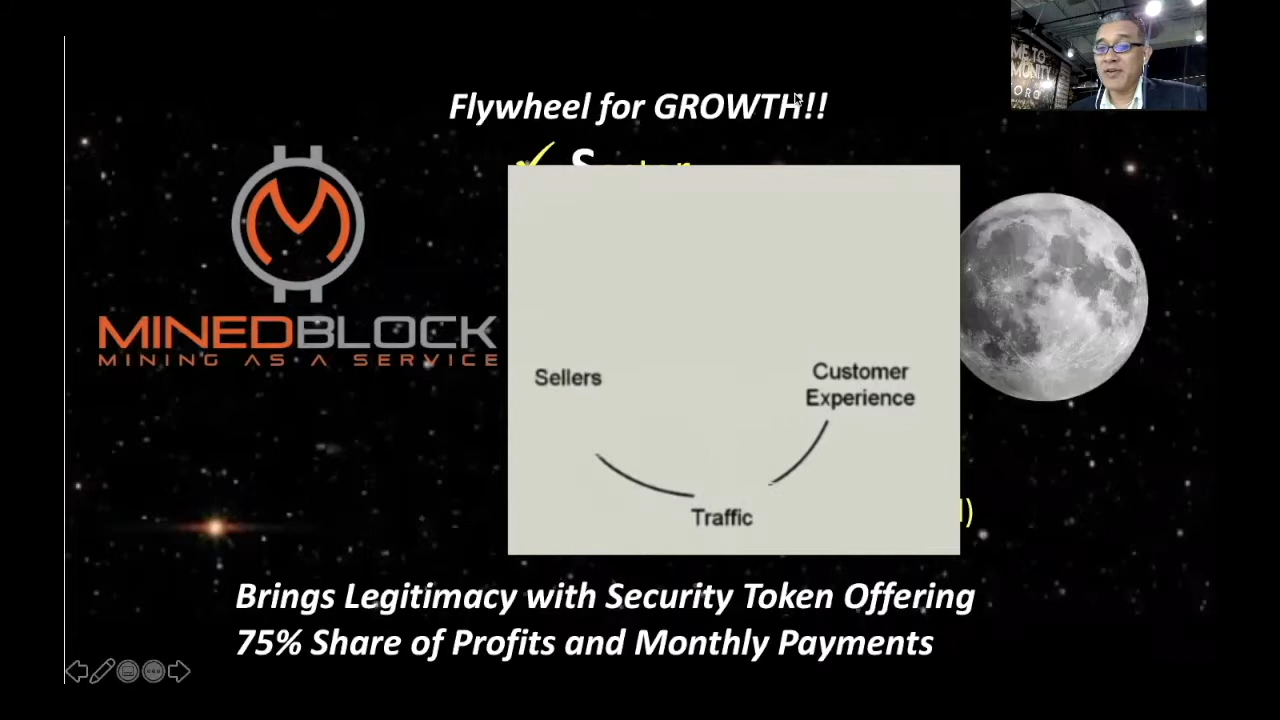 Flywheel for GROWTH!!
MINEDBLOCK
MINING AS A SERVICE
Sellers
Customer
Experience
Traffic
Brings Legitimacy with Security Token Offering
75% Share of Profits and Monthly Payments